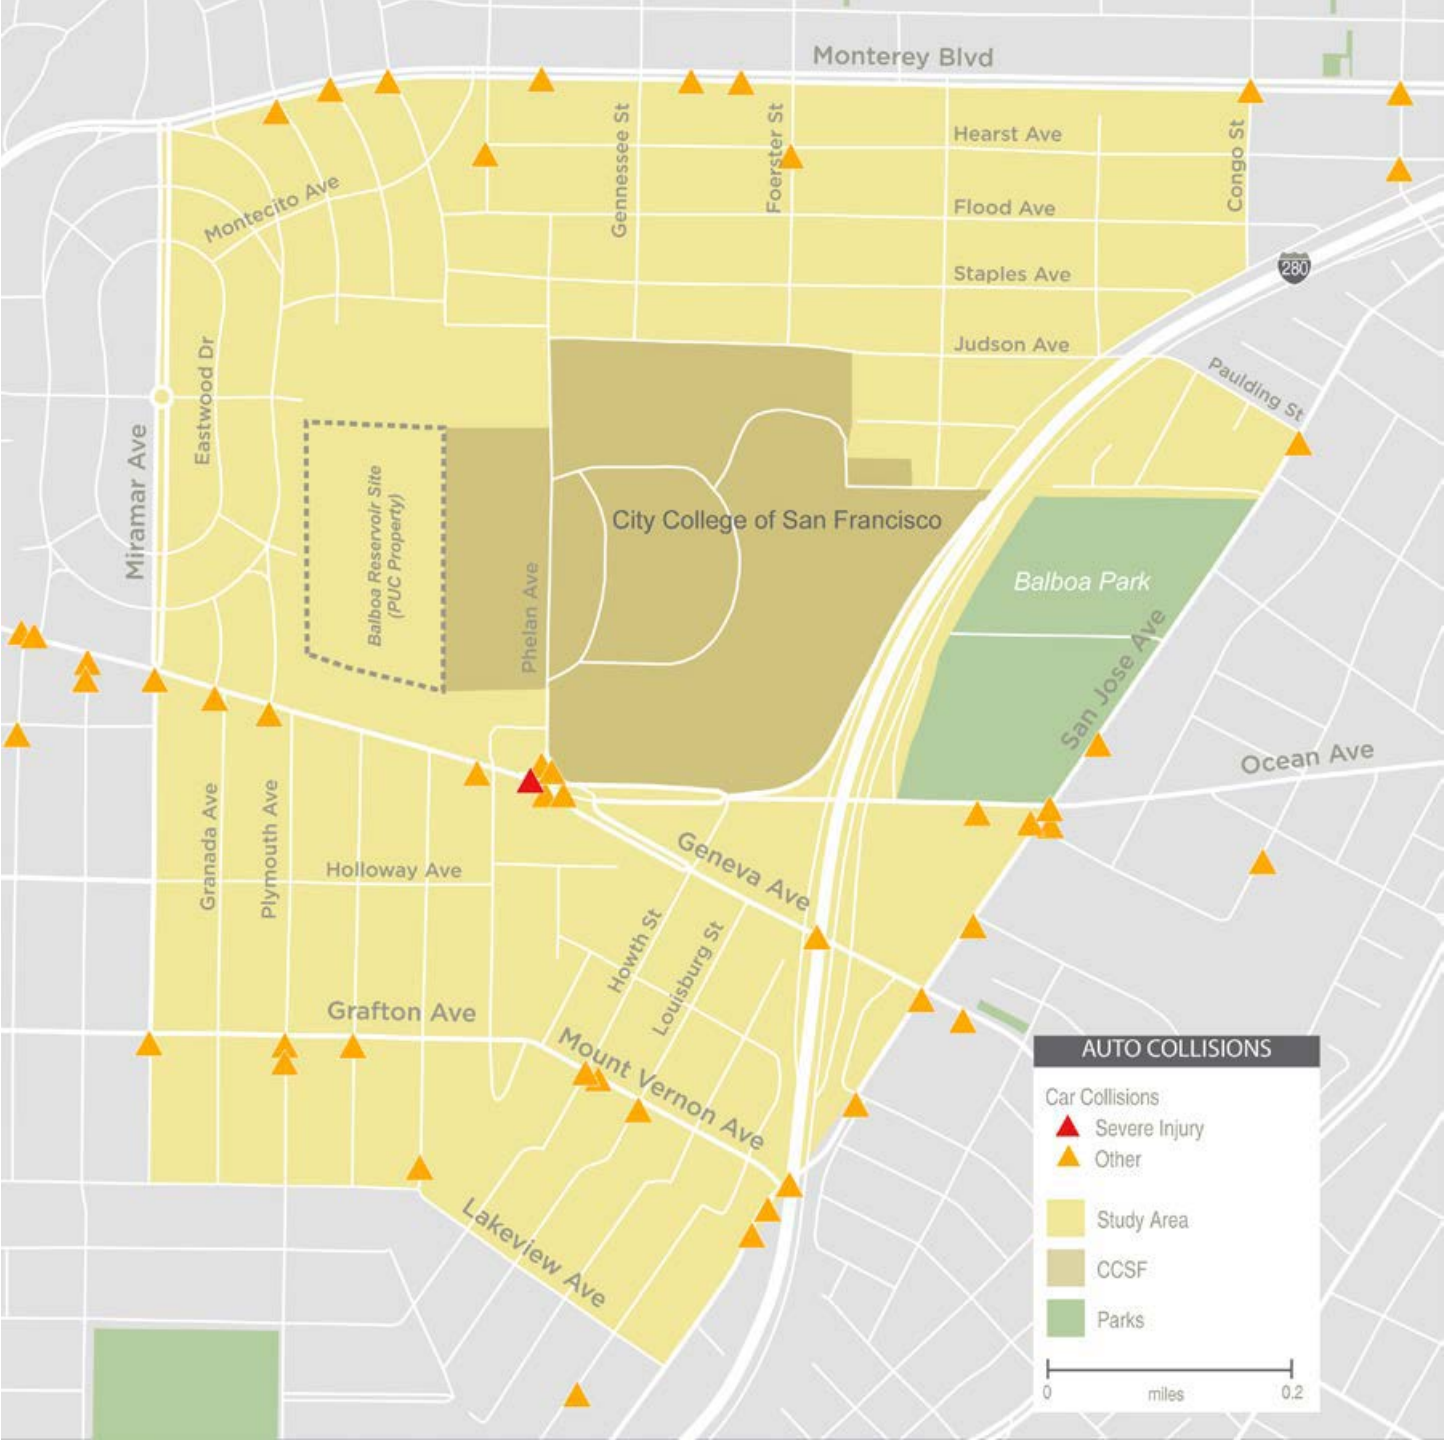 Monterey Blvd
Hearst Ave
Gennessee St
Foerster St
Congo St
Montecito Ave
Flood Ave
280
Staples Ave
Judson Ave
Eastwood Dr
Paulding St
Miramar Ave
Balboa Reservoir Site
(PUC Property)
City College of San Francisco
Phelan Ave
Balboa Park
San Jose Ave
Ocean Ave
Granada Ave
Plymouth Ave
Holloway Ave
Geneva Ave
Howth St
Louisburg St
Grafton Ave
Mount Vernon Ave
Lakeview Ave
AUTO COLLISIONS
Car Collisions
Severe Injury
Other
Study Area
CCSF
Parks
0 miles 0.2